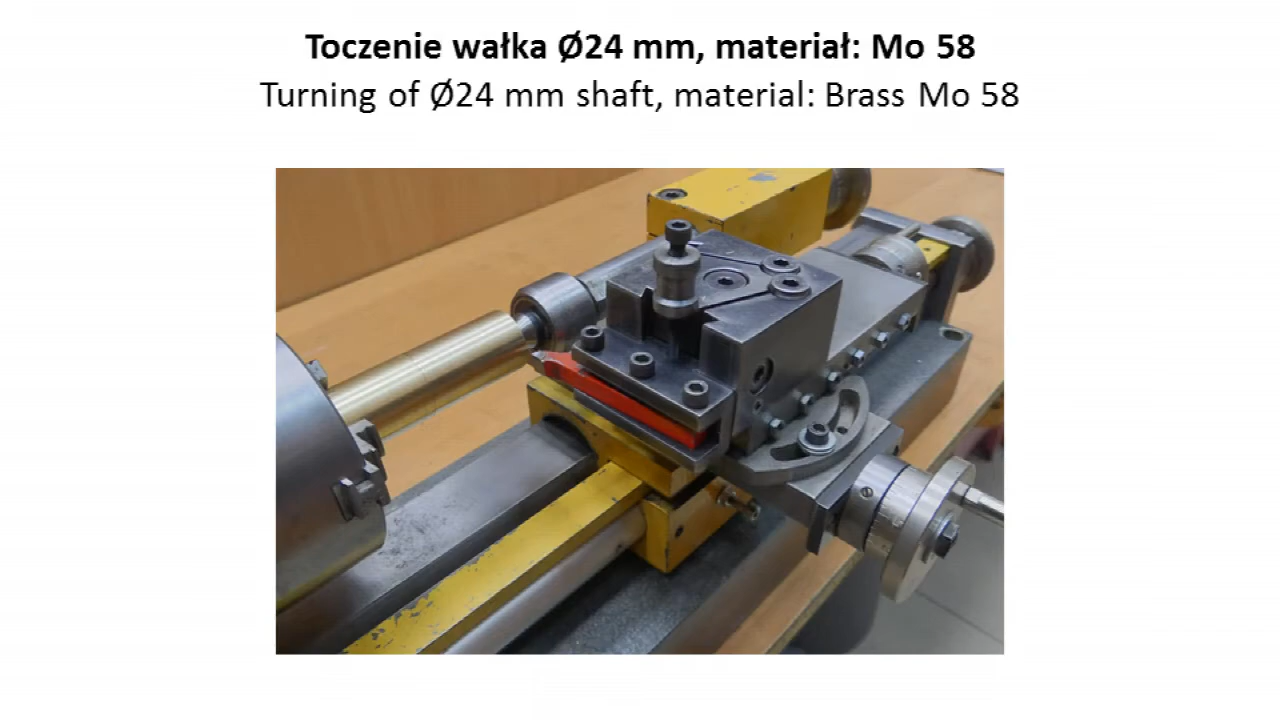 Toczenie wałka Ø24 mm, materiał: Mo 58
Turning of Ø24 mm shaft, material: Brass Mo 58